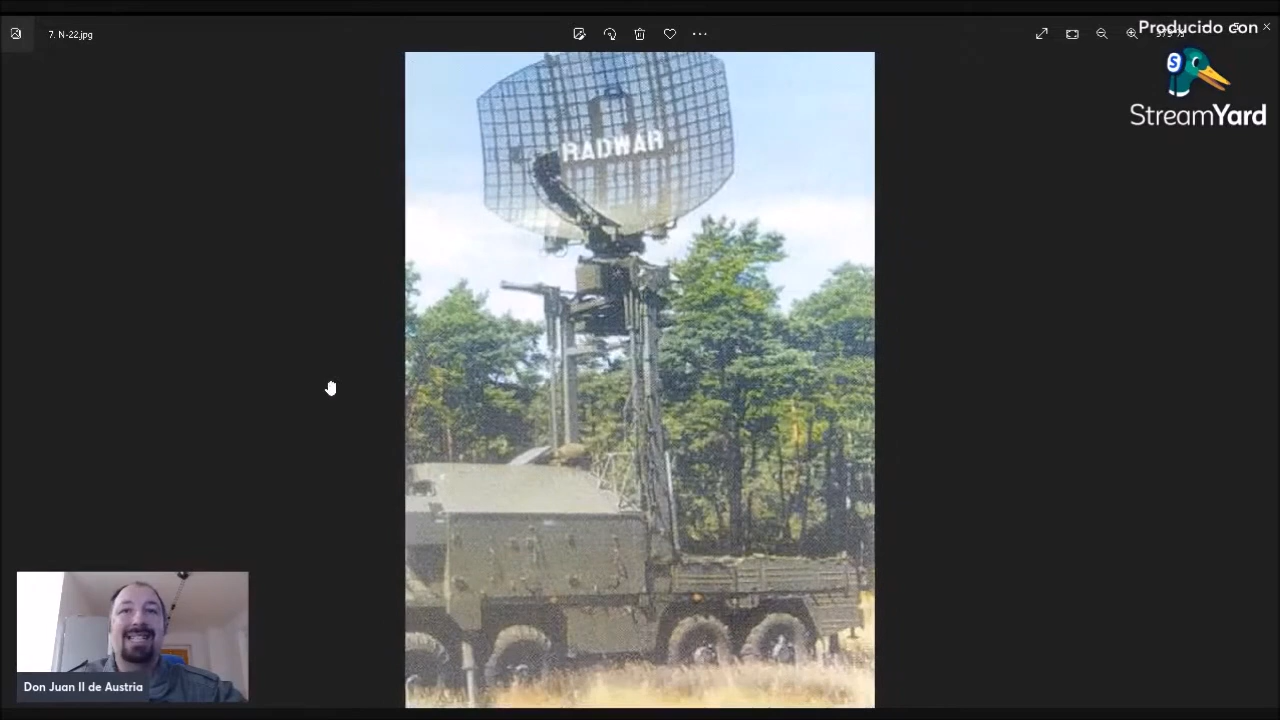 7. N-22.jpg
Producido con
StreamYard
RADWAR
Don Juan II de Austria